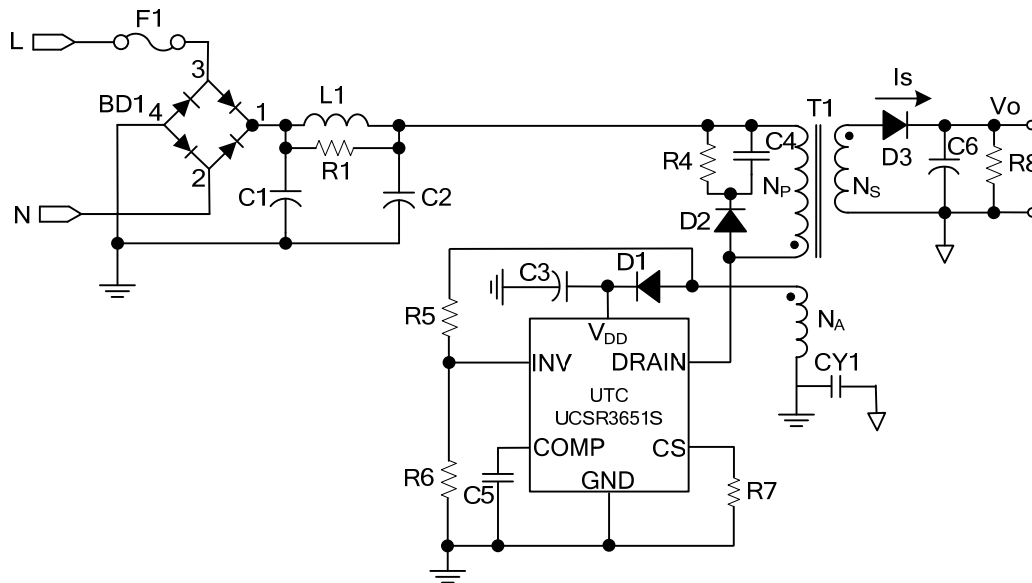 F1
L
3
BD1
4
1
L1
Is
T1
Vo
R1
R4
C4
D3
C6
R8
2
C1
C2
NP
NS
N
D2
C3
D1
R5
VDD
NA
INV
DRAIN
CY1
UTC
UCSR3651S
COMP
CS
R6
C5
GND
R7